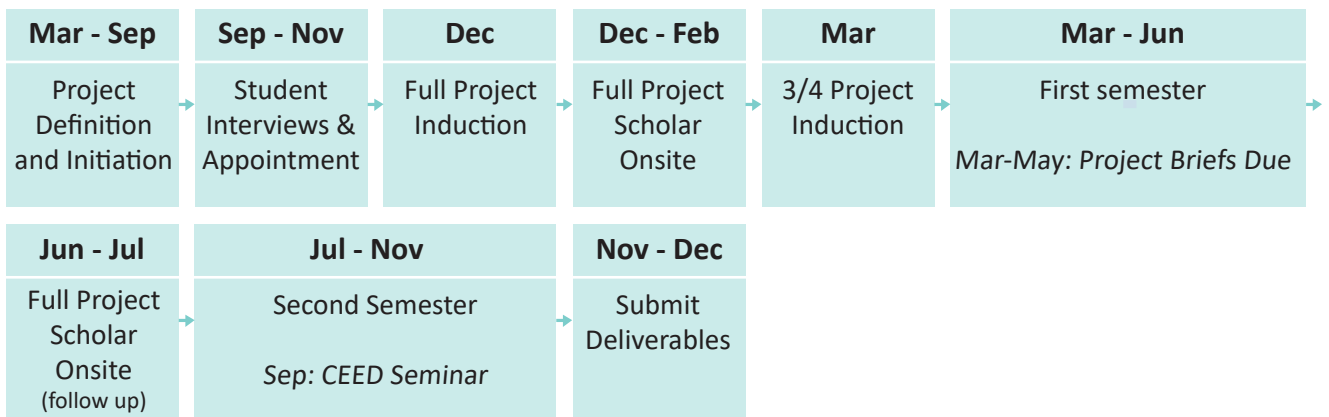 Mar - Sep
Project
Definition
and Initiation
Sep - Nov
Student
Interviews &
Appointment
Dec
Full Project
Induction
Dec - Feb
Full Project
Scholar
Onsite
Mar
3/4 Project
Induction
Mar - Jun
First semester
Mar-May: Project Briefs Due
Jun - Jul
Full Project
Scholar
Onsite
(follow up)
Jul - Nov
Second Semester
Sep: CEED Seminar
Nov - Dec
Submit
Deliverables